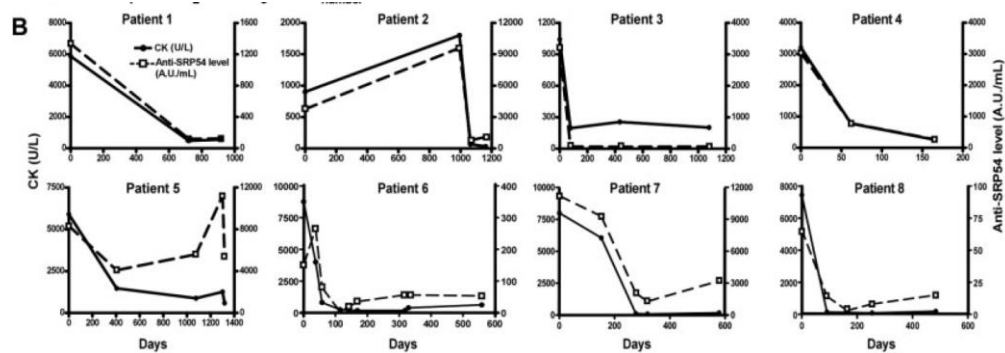 B
Patient 1
Patient 2
Patient 3
Patient 4
CK (U/L)
Anti-SRP54 level
(A.U./mL)
8000 6000 4000 2000 0
1600 1200 800 400 0
0 200 400 600 800 1000
2000 1500 1000 500 0
12000 9000 6000 3000 0
0 200 400 600 800 1000 1200
1200 900 600 300 0
4000 3000 2000 1000 0
0 200 400 600 800 1000 1200
4000 3000 2000 1000 0
4000 3000 2000 1000 0
0 50 100 150 200
CK (U/L)
Anti-SRP54 level (A.U./mL)
Patient 5
Patient 6
Patient 7
Patient 8
7500 5000 2500 0
12000 8000 4000 0
0 200 400 600 800 1000 1200 1400
10000 7500 5000 2500 0
400 300 200 100 0
0 100 200 300 400 500 600
10000 7500 5000 2500 0
12000 9000 6000 3000 0
0 200 400 600
8000 6000 4000 2000 0
100 75 50 25 0
0 200 400 600
Days
Days
Days
Days